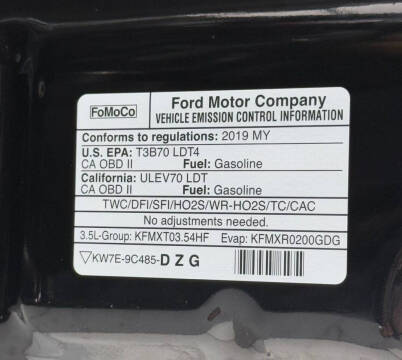 FoMoCo
Ford Motor Company
VEHICLE EMISSION CONTROL INFORMATION
Conforms to regulations: 2019 MY
U.S. EPA: T3B70 LDT4
CA OBD II Fuel: Gasoline
California: ULEV70 LDT
CA OBD II Fuel: Gasoline
TWC/DFI/SFI/HO2S/WR-HO2S/TC/CAC
No adjustments needed.
3.5L-Group: KFMXT03.54HF Evap: KFMXR0200GDG
▽KW7E-9C485-D Z G